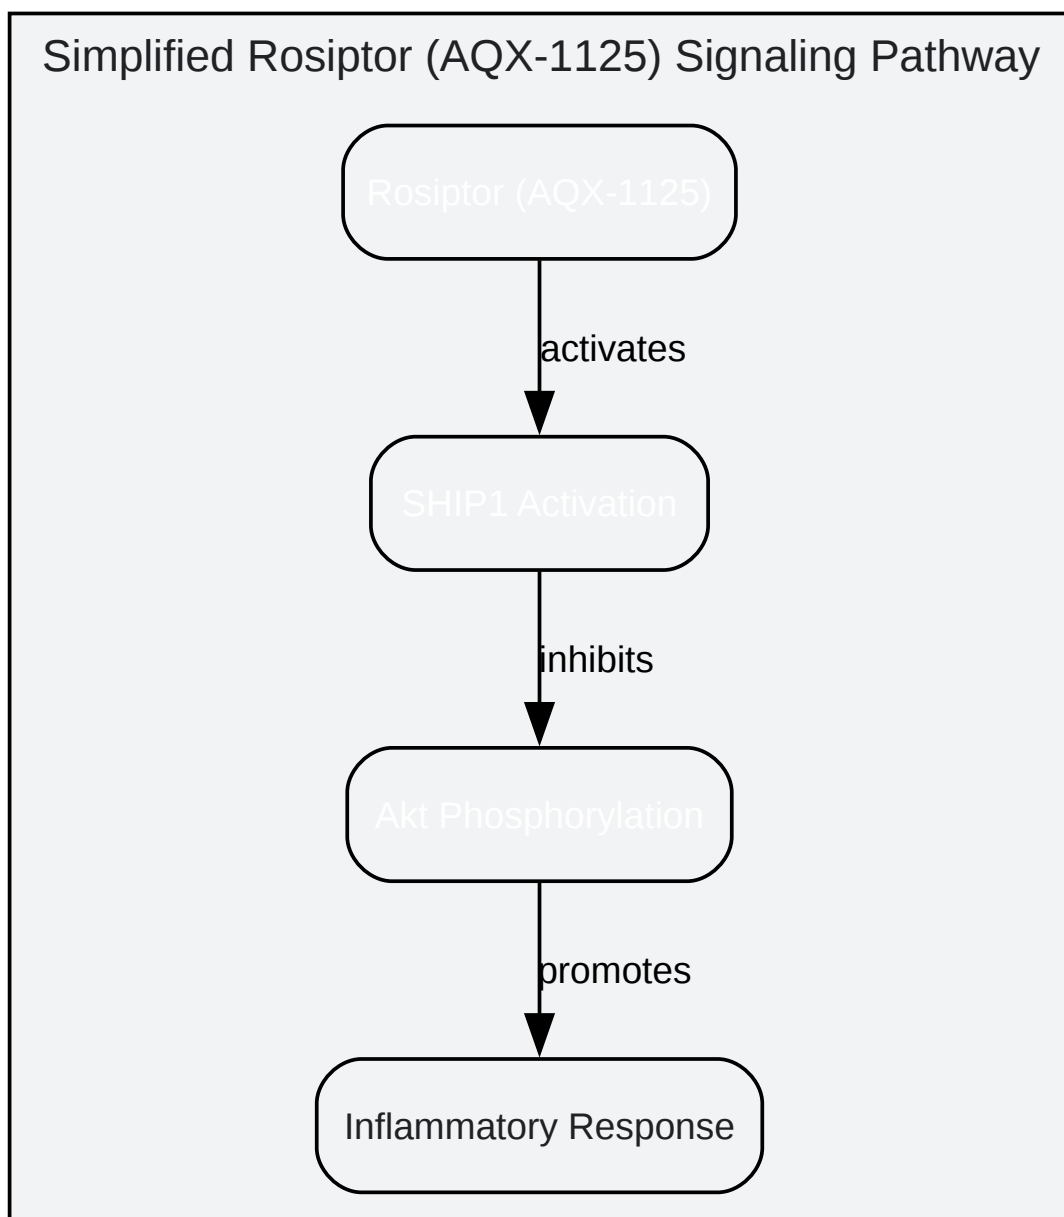 Simplified Rosiptor (AQX-1125) Signaling Pathway
Rosiptor (AQX-1125)
activates
SHIP1 Activation
inhibits
Akt Phosphorylation
promotes
Inflammatory Response